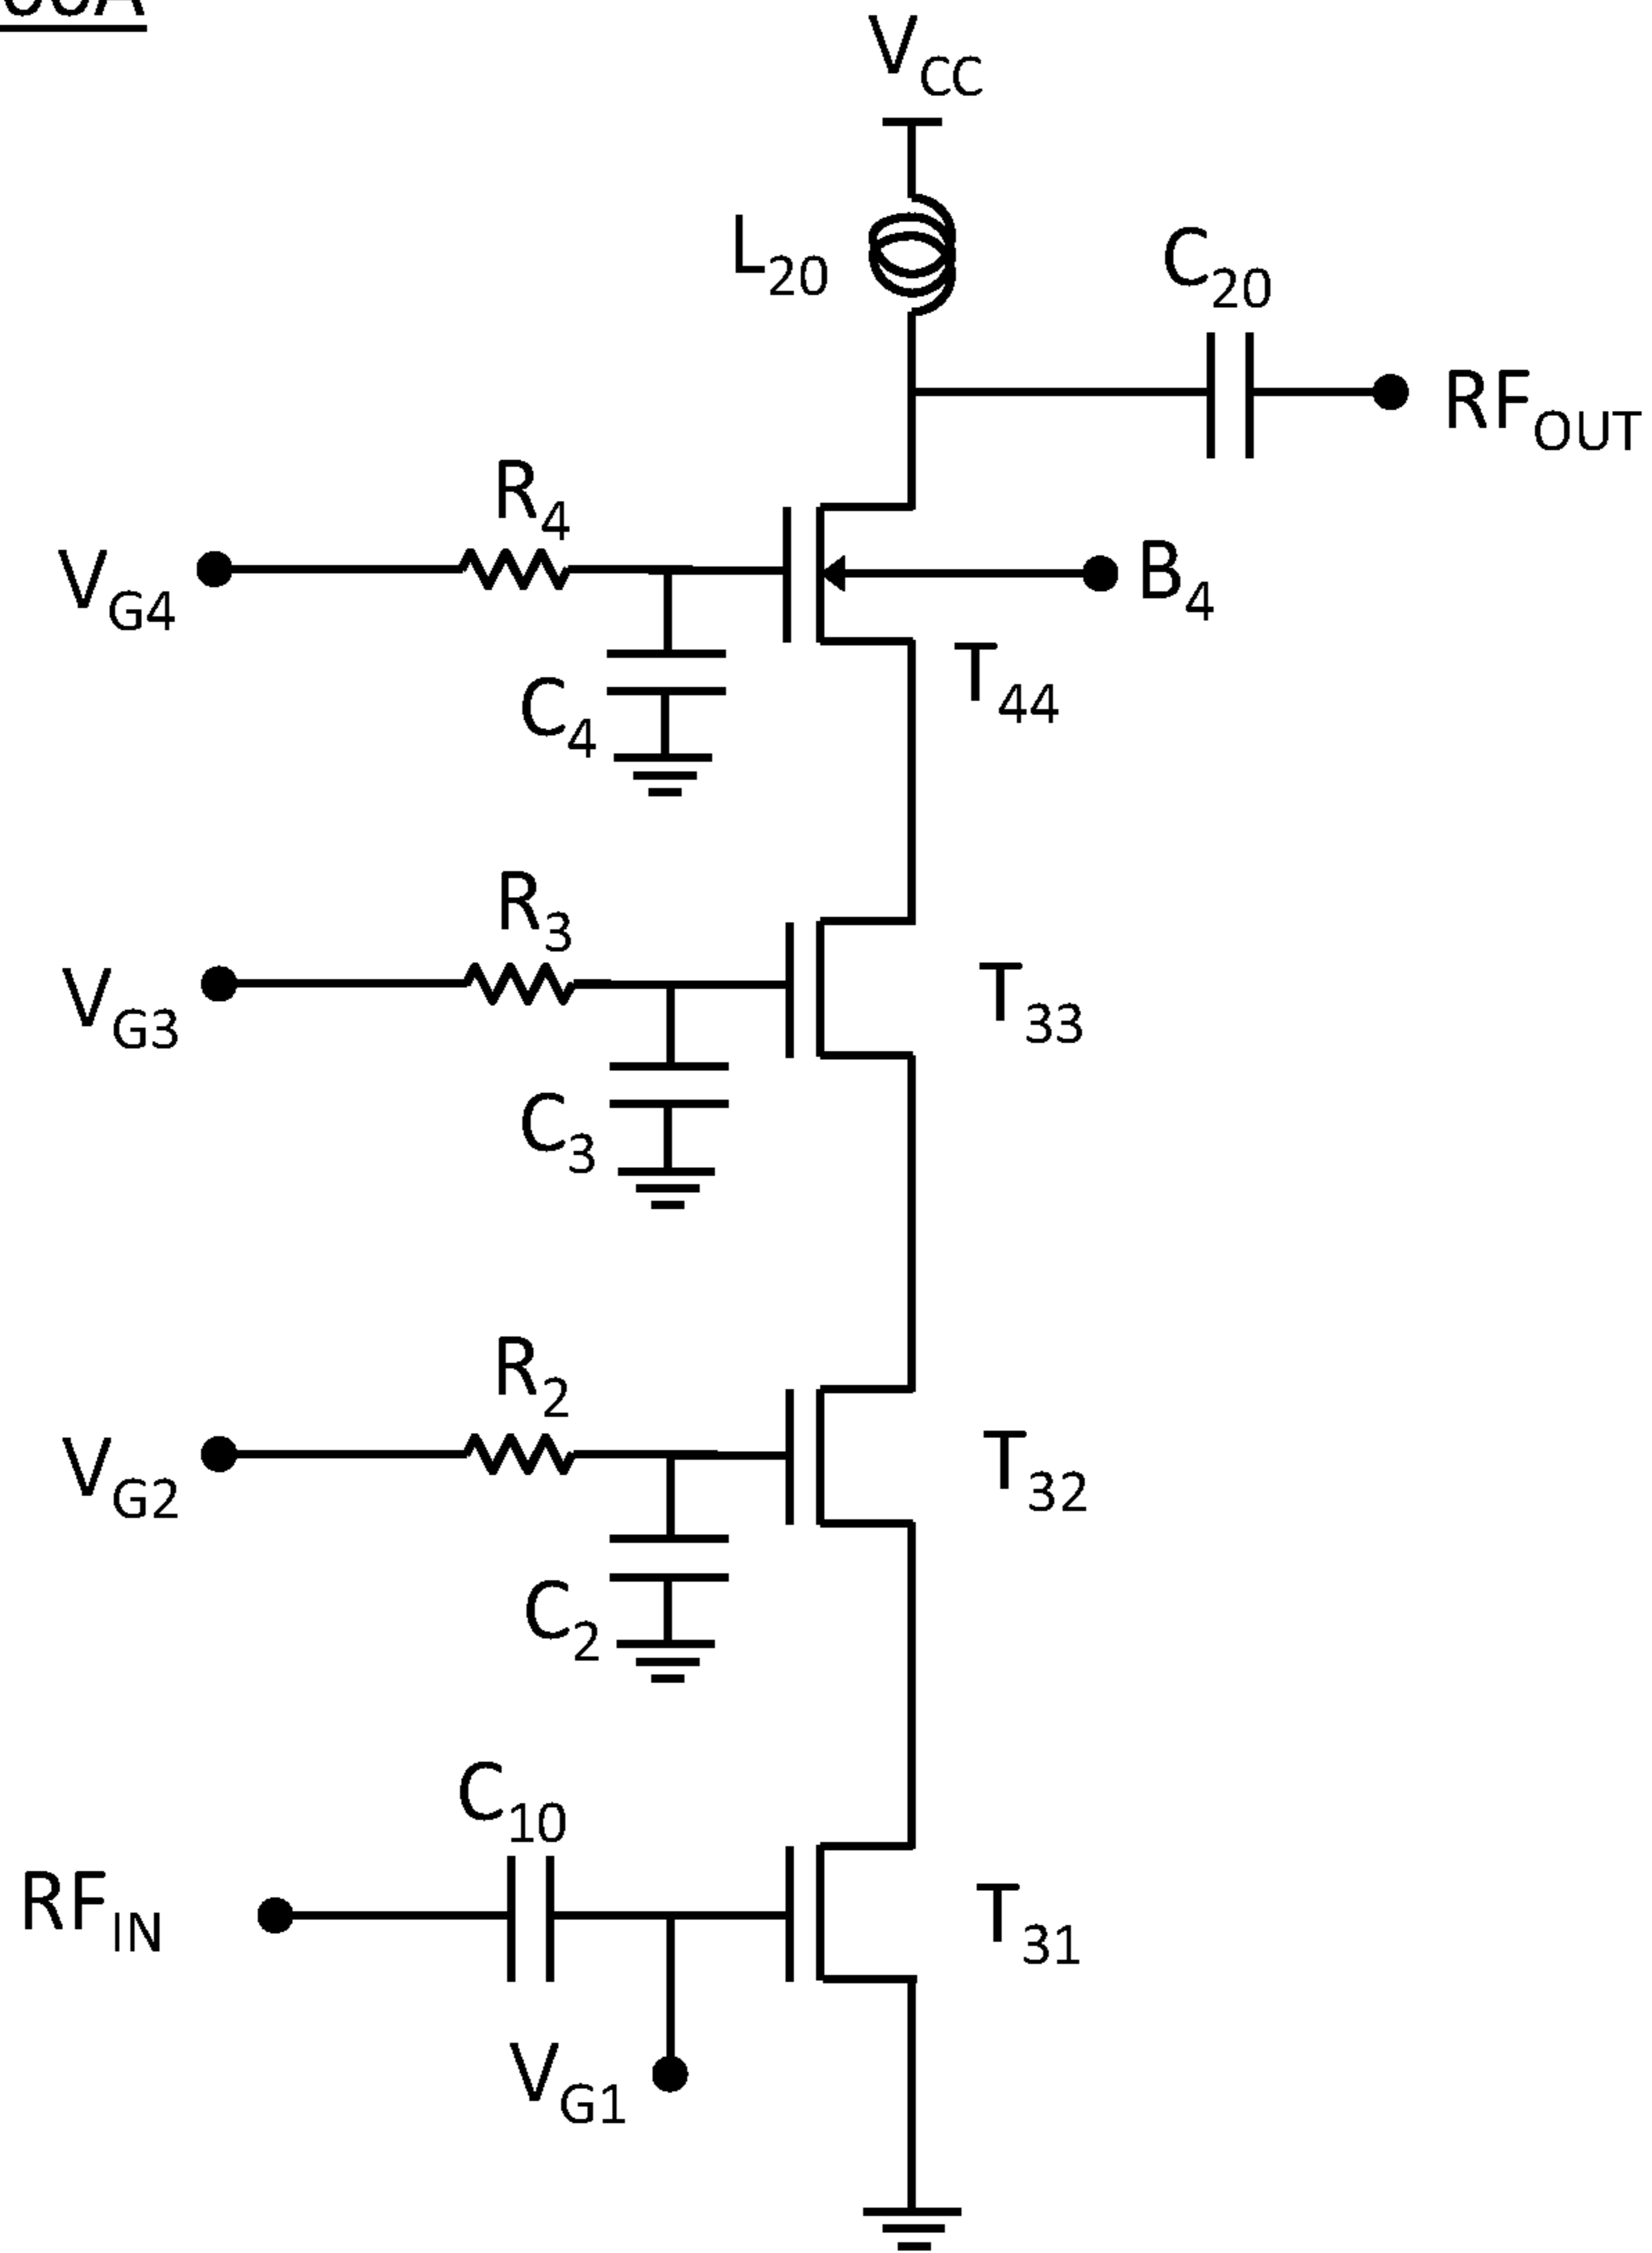 V_CC
L_20
C_20
RF_OUT
R_4
V_G4
B_4
T_44
C_4
R_3
V_G3
T_33
C_3
R_2
V_G2
T_32
C_2
C_10
RF_IN
T_31
V_G1